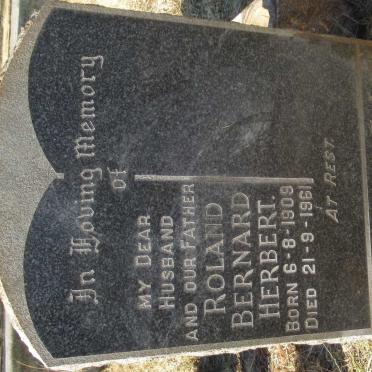 In Loving Memory
of
MY DEAR
HUSBAND
AND OUR FATHER
ROLAND
BERNARD
HERBERT.
BORN 6-8-1909
DIED 21-9-1961
AT REST.